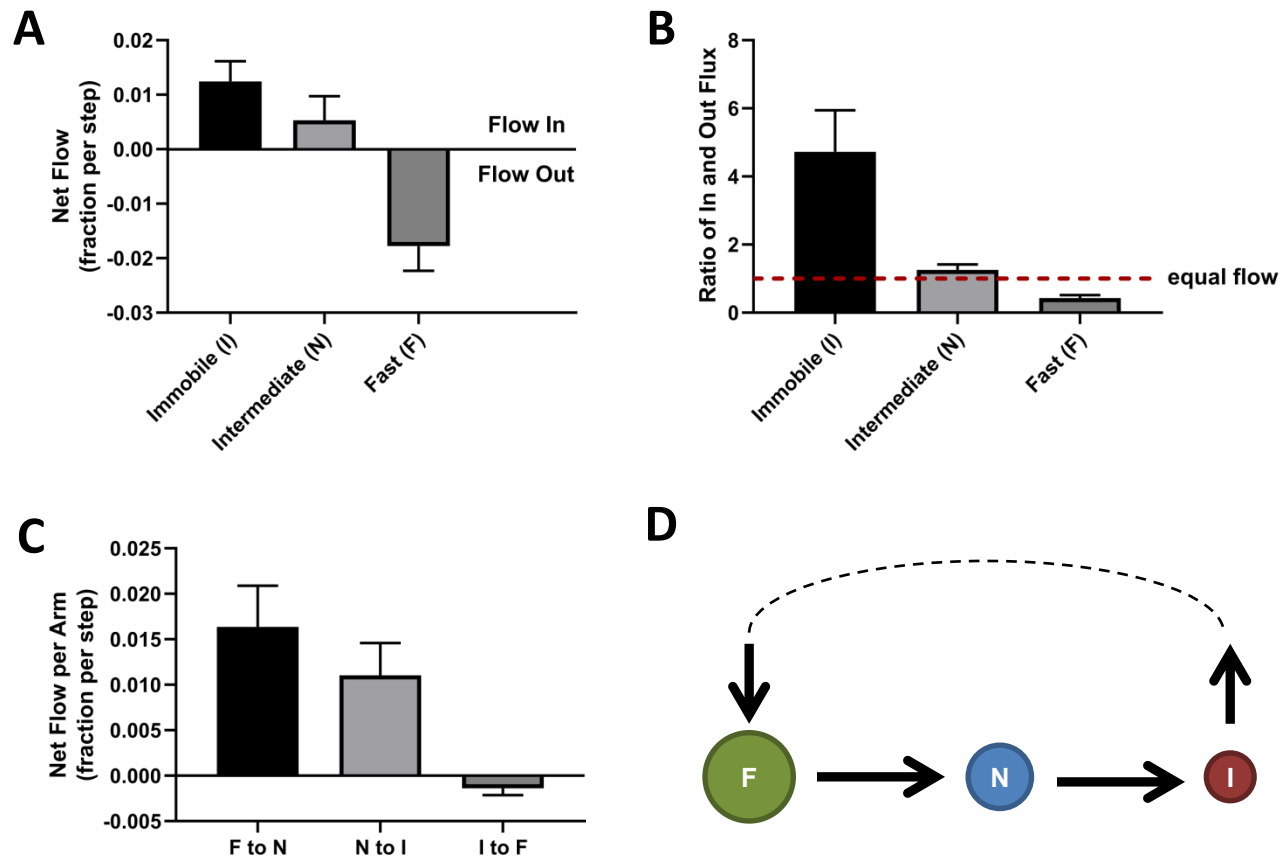 A
Net Flow
(fraction per step)
0.02
0.01
0.00
-0.01
-0.02
-0.03
Flow In
Flow Out
Immobile (I)
Intermediate (N)
Fast (F)
B
Ratio of In and Out Flux
8
6
4
2
0
equal flow
Immobile (I)
Intermediate (N)
Fast (F)
C
Net Flow per Arm
(fraction per step)
0.025
0.020
0.015
0.010
0.005
0.000
-0.005
F to N
N to I
I to F
D
F
N
I